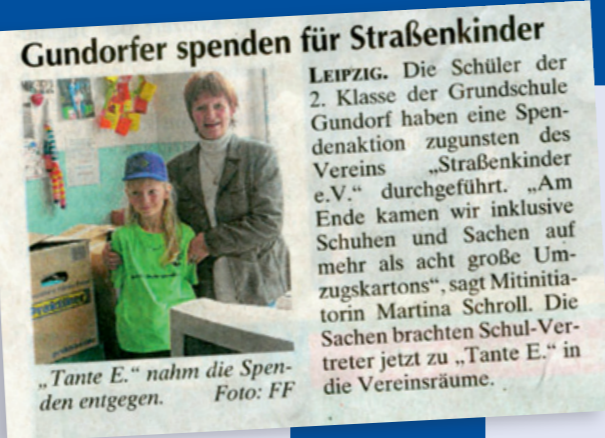 Gundorfer spenden für Straßenkinder
LEIPZIG. Die Schüler der
2. Klasse der Grundschule
Gundorf haben eine Spen-
denaktion zugunsten des
Vereins „Straßenkinder
e.V.“ durchgeführt. „Am
Ende kamen wir inklusive
Schuhen und Sachen auf
mehr als acht große Um-
zugskartons“, sagt Mitinitia-
torin Martina Schroll. Die
Sachen brachten Schul-Ver-
treter jetzt zu „Tante E.“ in
die Vereinsräume.
„Tante E.“ nahm die Spen-
den entgegen. Foto: FF